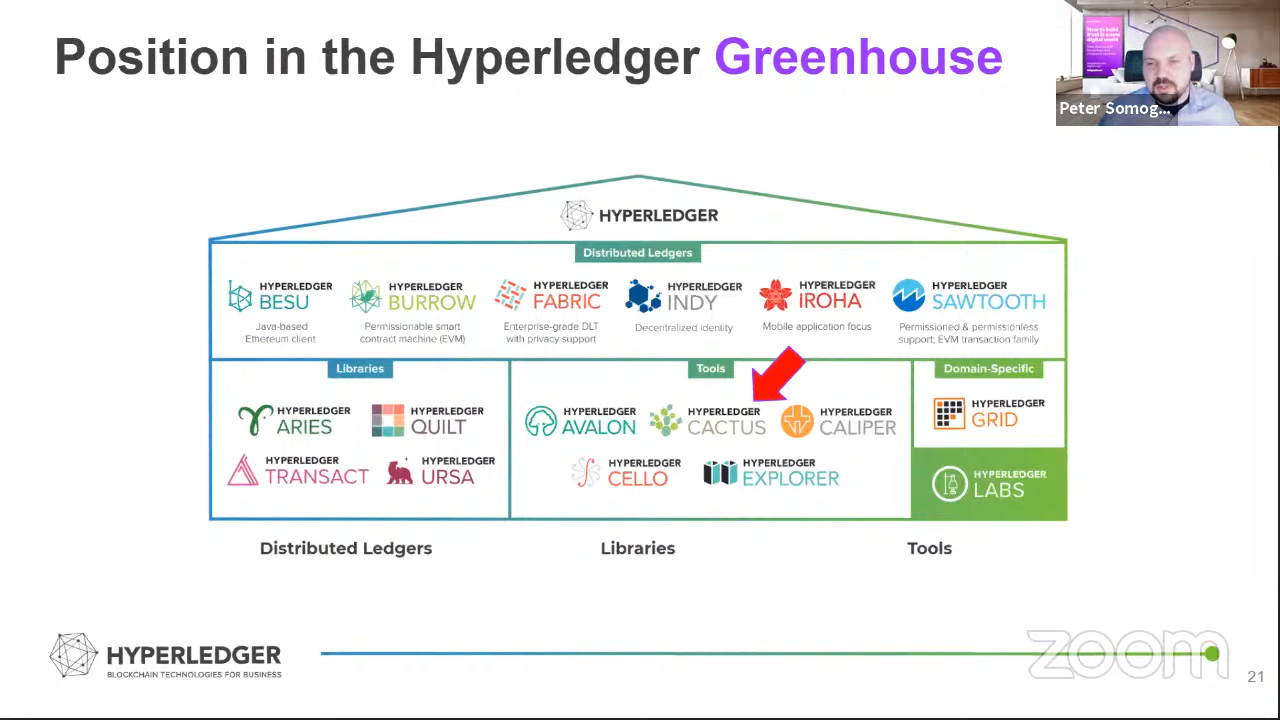 Position in the Hyperledger Greenhouse
Peter Somog...
HYPERLEDGER
Distributed Ledgers
HYPERLEDGER
BESU
Java-based
Ethereum client
HYPERLEDGER
BURROW
Permissionable smart
contract machine (EVM)
HYPERLEDGER
FABRIC
Enterprise-grade DLT
with privacy support
HYPERLEDGER
INDY
Decentralized identity
HYPERLEDGER
IROHA
Mobile application focus
HYPERLEDGER
SAWTOOTH
Permissioned & permissionless
support; EVM transaction family
Libraries
HYPERLEDGER
ARIES
HYPERLEDGER
QUILT
HYPERLEDGER
TRANSACT
HYPERLEDGER
URSA
Tools
HYPERLEDGER
AVALON
HYPERLEDGER
CACTUS
HYPERLEDGER
CALIPER
HYPERLEDGER
CELLO
HYPERLEDGER
EXPLORER
Domain-Specific
HYPERLEDGER
GRID
HYPERLEDGER
LABS
Distributed Ledgers
Libraries
Tools
HYPERLEDGER
BLOCKCHAIN TECHNOLOGIES FOR BUSINESS
zoom
21